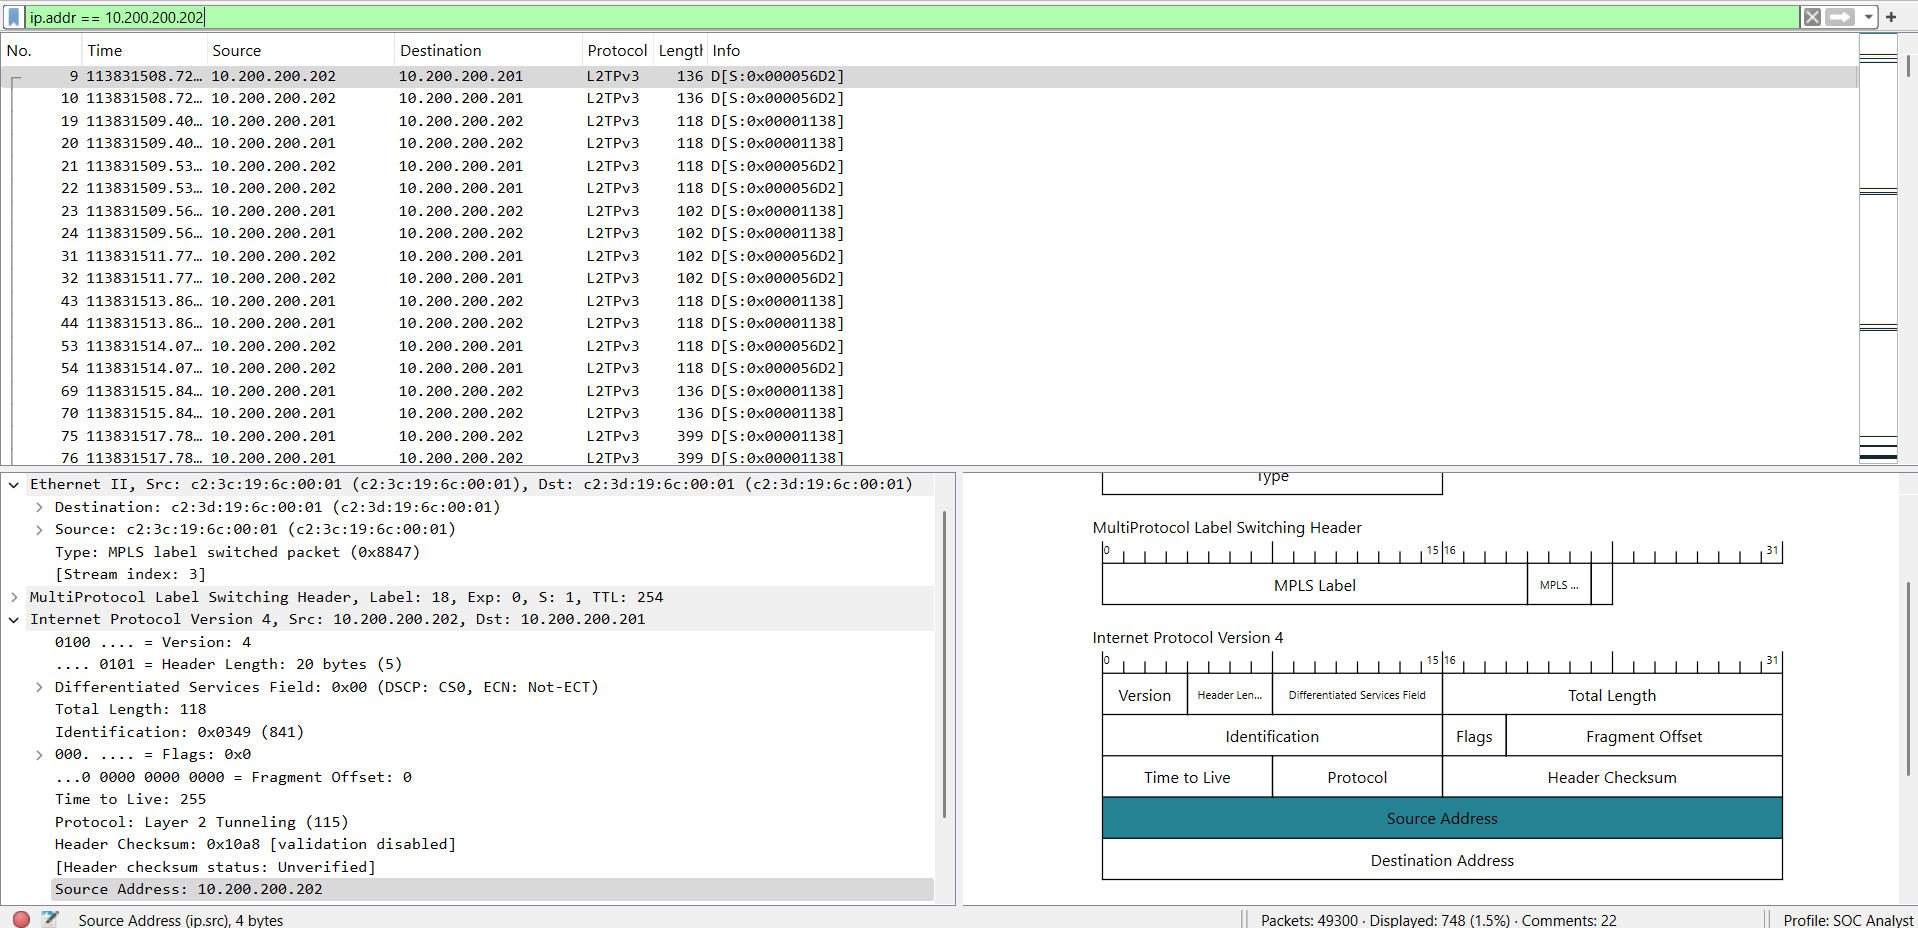 ip.addr == 10.200.200.202
No. Time Source Destination Protocol Length Info
9 113831508.72… 10.200.200.202 10.200.200.201 L2TPv3 136 D[S:0x000056D2]
10 113831508.72… 10.200.200.202 10.200.200.201 L2TPv3 136 D[S:0x000056D2]
19 113831509.40… 10.200.200.201 10.200.200.202 L2TPv3 118 D[S:0x00001138]
20 113831509.40… 10.200.200.201 10.200.200.202 L2TPv3 118 D[S:0x00001138]
21 113831509.53… 10.200.200.202 10.200.200.201 L2TPv3 118 D[S:0x000056D2]
22 113831509.53… 10.200.200.202 10.200.200.201 L2TPv3 118 D[S:0x000056D2]
23 113831509.56… 10.200.200.201 10.200.200.202 L2TPv3 102 D[S:0x00001138]
24 113831509.56… 10.200.200.201 10.200.200.202 L2TPv3 102 D[S:0x00001138]
31 113831511.77… 10.200.200.202 10.200.200.201 L2TPv3 102 D[S:0x000056D2]
32 113831511.77… 10.200.200.202 10.200.200.201 L2TPv3 102 D[S:0x000056D2]
43 113831513.86… 10.200.200.201 10.200.200.202 L2TPv3 118 D[S:0x00001138]
44 113831513.86… 10.200.200.201 10.200.200.202 L2TPv3 118 D[S:0x00001138]
53 113831514.07… 10.200.200.202 10.200.200.201 L2TPv3 118 D[S:0x000056D2]
54 113831514.07… 10.200.200.202 10.200.200.201 L2TPv3 118 D[S:0x000056D2]
69 113831515.84… 10.200.200.201 10.200.200.202 L2TPv3 136 D[S:0x00001138]
70 113831515.84… 10.200.200.201 10.200.200.202 L2TPv3 136 D[S:0x00001138]
75 113831517.78… 10.200.200.201 10.200.200.202 L2TPv3 399 D[S:0x00001138]
76 113831517.78… 10.200.200.201 10.200.200.202 L2TPv3 399 D[S:0x00001138]
Ethernet II, Src: c2:3c:19:6c:00:01 (c2:3c:19:6c:00:01), Dst: c2:3d:19:6c:00:01 (c2:3d:19:6c:00:01)
Destination: c2:3d:19:6c:00:01 (c2:3d:19:6c:00:01)
Source: c2:3c:19:6c:00:01 (c2:3c:19:6c:00:01)
Type: MPLS label switched packet (0x8847)
[Stream index: 3]
MultiProtocol Label Switching Header, Label: 18, Exp: 0, S: 1, TTL: 254
Internet Protocol Version 4, Src: 10.200.200.202, Dst: 10.200.200.201
0100 .... = Version: 4
.... 0101 = Header Length: 20 bytes (5)
Differentiated Services Field: 0x00 (DSCP: CS0, ECN: Not-ECT)
Total Length: 118
Identification: 0x0349 (841)
000. .... = Flags: 0x0
...0 0000 0000 0000 = Fragment Offset: 0
Time to Live: 255
Protocol: Layer 2 Tunneling (115)
Header Checksum: 0x10a8 [validation disabled]
[Header checksum status: Unverified]
Source Address: 10.200.200.202
Type
MultiProtocol Label Switching Header
0 15 16 31
MPLS Label MPLS ...
Internet Protocol Version 4
0 15 16 31
Version Header Len... Differentiated Services Field Total Length
Identification Flags Fragment Offset
Time to Live Protocol Header Checksum
Source Address
Destination Address
Source Address (ip.src), 4 bytes
Packets: 49300 · Displayed: 748 (1.5%) · Comments: 22
Profile: SOC Analyst